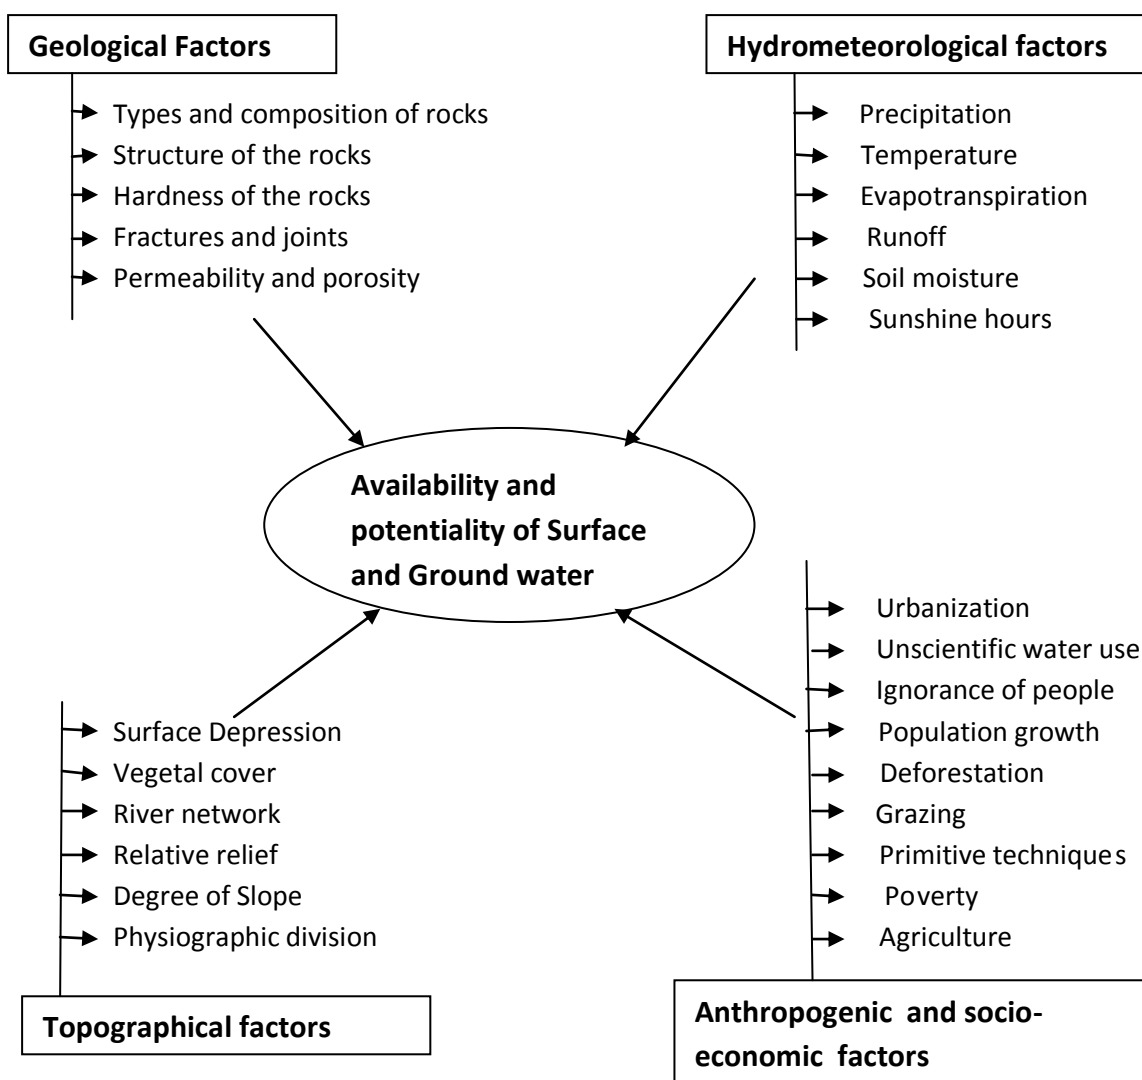 Geological Factors
Types and composition of rocks
Structure of the rocks
Hardness of the rocks
Fractures and joints
Permeability and porosity
Hydrometeorological factors
Precipitation
Temperature
Evapotranspiration
Runoff
Soil moisture
Sunshine hours
Availability and
potentiality of Surface
and Ground water
Surface Depression
Vegetal cover
River network
Relative relief
Degree of Slope
Physiographic division
Topographical factors
Urbanization
Unscientific water use
Ignorance of people
Population growth
Deforestation
Grazing
Primitive techniques
Poverty
Agriculture
Anthropogenic and socio-
economic factors